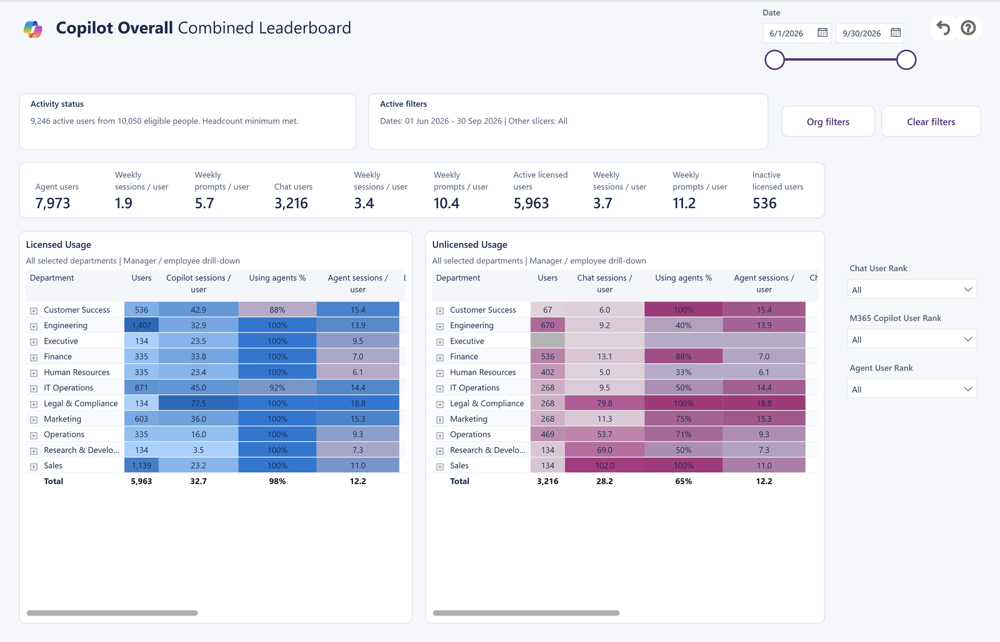 Copilot Overall Combined Leaderboard
Date
6/1/2026 9/30/2026
Activity status
9,246 active users from 10,050 eligible people. Headcount minimum met.
Active filters
Dates: 01 Jun 2026 - 30 Sep 2026 | Other slicers: All
Org filters
Clear filters
Agent users
7,973
Weekly
sessions / user
1.9
Weekly
prompts / user
5.7
Chat users
3,216
Weekly
sessions / user
3.4
Weekly
prompts / user
10.4
Active licensed
users
5,963
Weekly
sessions / user
3.7
Weekly
prompts / user
11.2
Inactive
licensed users
536
Licensed Usage
All selected departments | Manager / employee drill-down
Department Users Copilot sessions / user Using agents % Agent sessions / user
Customer Success 536 42.9 88% 15.4
Engineering 1,407 32.9 100% 13.9
Executive 134 23.5 100% 9.5
Finance 335 33.8 100% 7.0
Human Resources 335 23.4 100% 6.1
IT Operations 871 45.0 92% 14.4
Legal & Compliance 134 77.5 100% 18.8
Marketing 603 36.0 100% 15.3
Operations 335 16.0 100% 9.3
Research & Develo... 134 3.5 100% 7.3
Sales 1,139 23.2 100% 11.0
Total 5,963 32.7 98% 12.2
Unlicensed Usage
All selected departments | Manager / employee drill-down
Department Users Chat sessions / user Using agents % Agent sessions / user Ch
Customer Success 67 6.0 100% 15.4
Engineering 670 9.2 40% 13.9
Executive
Finance 536 13.1 88% 7.0
Human Resources 402 5.0 33% 6.1
IT Operations 268 9.5 50% 14.4
Legal & Compliance 268 79.8 100% 18.8
Marketing 268 11.3 75% 15.3
Operations 469 53.7 71% 9.3
Research & Develo... 134 69.0 50% 7.3
Sales 134 102.0 100% 11.0
Total 3,216 28.2 65% 12.2
Chat User Rank
All
M365 Copilot User Rank
All
Agent User Rank
All